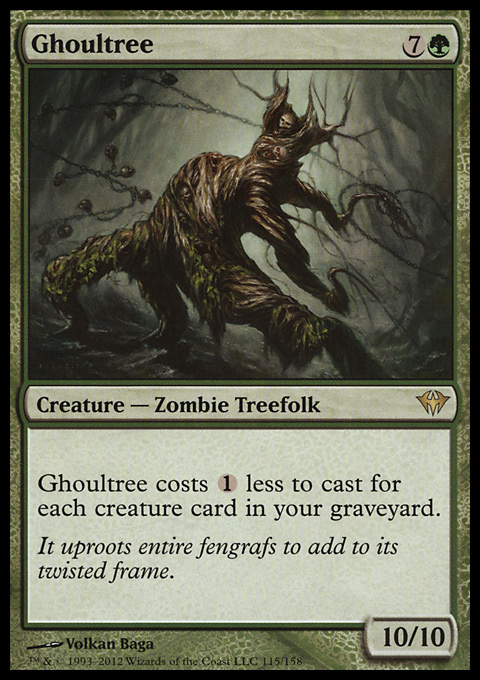 Ghoultree 7
Creature — Zombie Treefolk
Ghoultree costs 1 less to cast for
each creature card in your graveyard.
It uproots entire fengrafs to add to its
twisted frame.
10/10
Volkan Baga
™ & © 1993–2012 Wizards of the Coast LLC 115/158